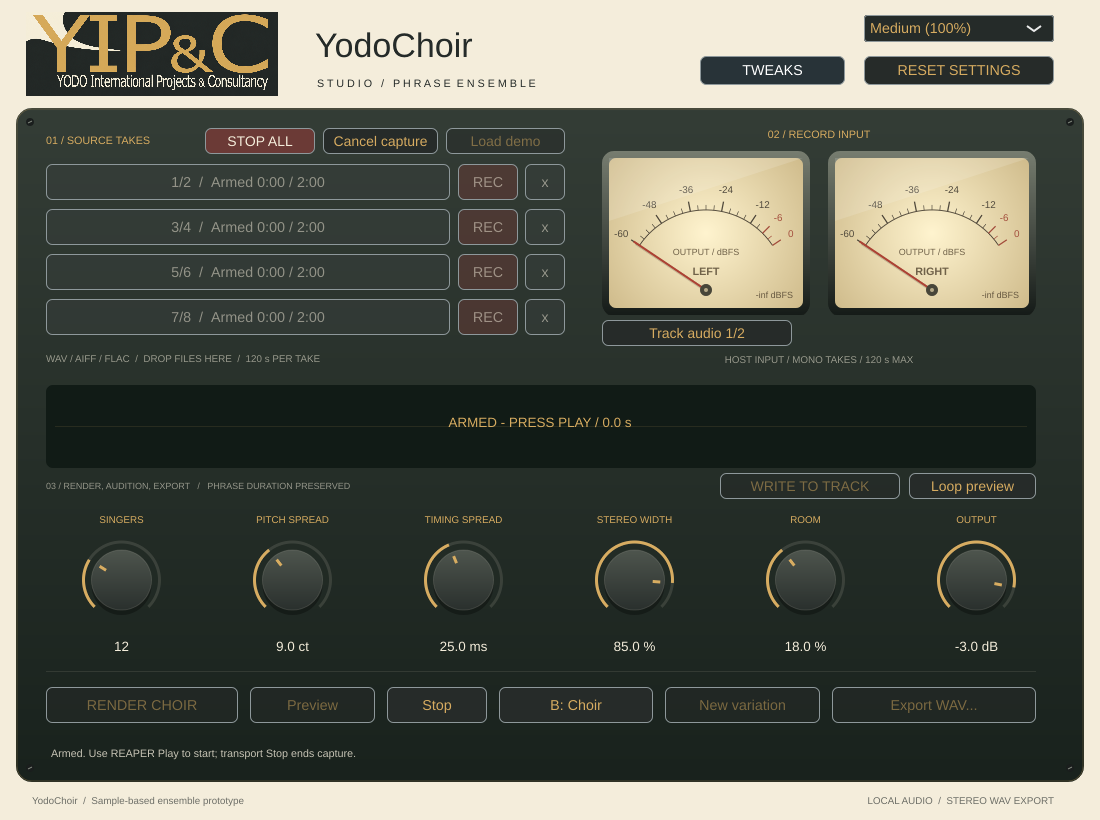 YIP&C
YODO International Projects & Consultancy
YodoChoir
STUDIO / PHRASE ENSEMBLE
Medium (100%)
TWEAKS
RESET SETTINGS
01 / SOURCE TAKES
STOP ALL
Cancel capture
Load demo
1/2 / Armed 0:00 / 2:00
REC
x
3/4 / Armed 0:00 / 2:00
REC
x
5/6 / Armed 0:00 / 2:00
REC
x
7/8 / Armed 0:00 / 2:00
REC
x
WAV / AIFF / FLAC / DROP FILES HERE / 120 s PER TAKE
02 / RECORD INPUT
-60 -48 -36 -24 -12 -6 0
OUTPUT / dBFS
LEFT
-inf dBFS
-60 -48 -36 -24 -12 -6 0
OUTPUT / dBFS
RIGHT
-inf dBFS
Track audio 1/2
HOST INPUT / MONO TAKES / 120 s MAX
ARMED - PRESS PLAY / 0.0 s
03 / RENDER, AUDITION, EXPORT / PHRASE DURATION PRESERVED
WRITE TO TRACK
Loop preview
SINGERS
PITCH SPREAD
TIMING SPREAD
STEREO WIDTH
ROOM
OUTPUT
12
9.0 ct
25.0 ms
85.0 %
18.0 %
-3.0 dB
RENDER CHOIR
Preview
Stop
B: Choir
New variation
Export WAV...
Armed. Use REAPER Play to start; transport Stop ends capture.
YodoChoir / Sample-based ensemble prototype
LOCAL AUDIO / STEREO WAV EXPORT